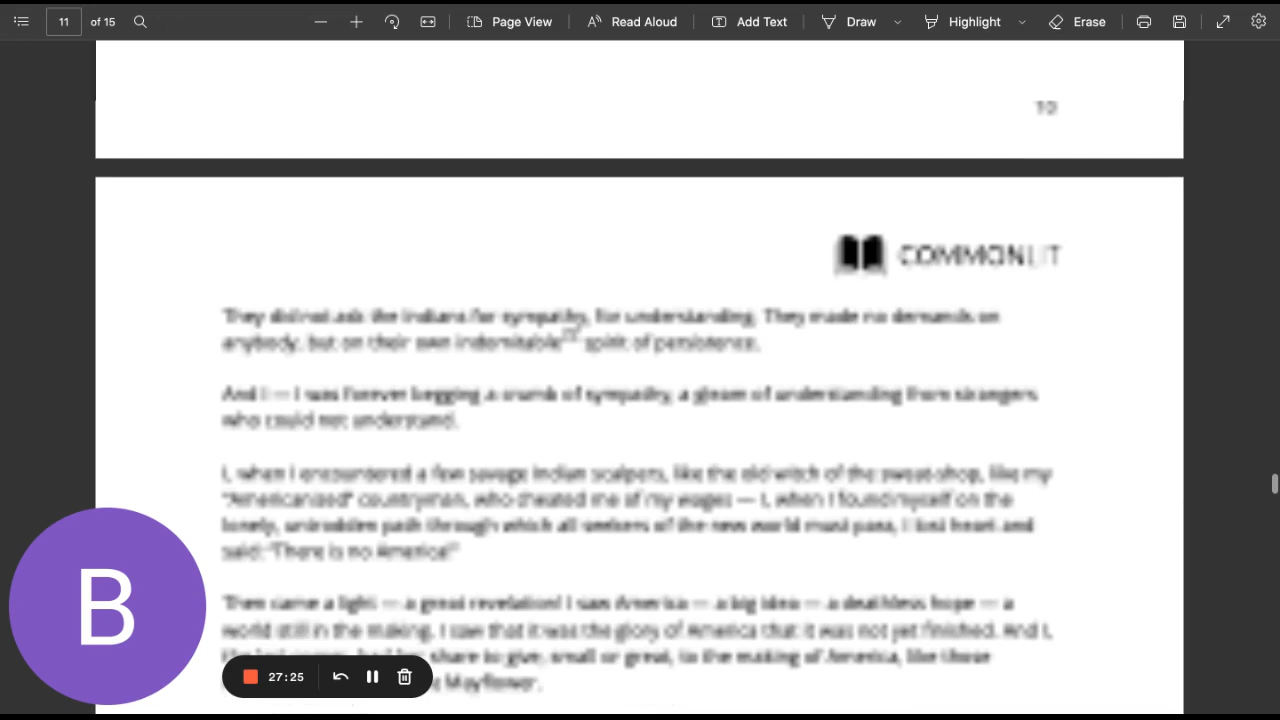 11 of 15 Page View Read Aloud Add Text Draw Highlight Erase
10
COMMONLIT
They did not ask the Indians for sympathy, for understanding. They made no demands on
anybody, but on their own indomitable spirit of persistence.
And I — I was forever begging a crumb of sympathy, a gleam of understanding from strangers
who could not understand.
I, when I encountered a few savage Indian scalpers, like the old witch of the sweat-shop, like my
"Americanized" countryman, who cheated me of my wages — I, when I found myself on the
lonely, untrodden path through which all seekers of the new world must pass, I lost heart and
said: "There is no America!"
Then came a light — a great revelation! I saw America — a big idea — a deathless hope — a
world still in the making. I saw that it was the glory of America that it was not yet finished. And I,
share to give, small or great, to the making of America, like those
Mayflower.
B
27:25